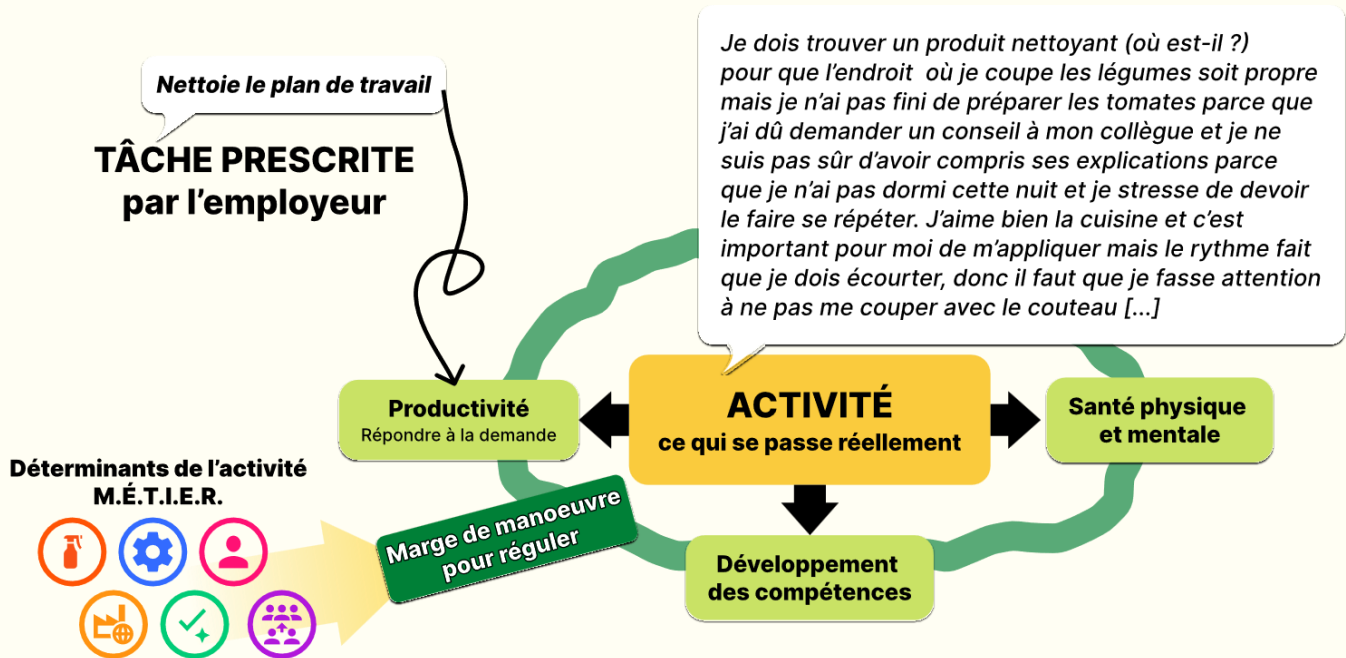 Nettoie le plan de travail
TÂCHE PRESCRITE
par l’employeur
Je dois trouver un produit nettoyant (où est-il ?)
pour que l’endroit où je coupe les légumes soit propre
mais je n’ai pas fini de préparer les tomates parce que
j’ai dû demander un conseil à mon collègue et je ne
suis pas sûr d’avoir compris ses explications parce
que je n’ai pas dormi cette nuit et je stresse de devoir
le faire se répéter. J’aime bien la cuisine et c’est
important pour moi de m’appliquer mais le rythme fait
que je dois écourter, donc il faut que je fasse attention
à ne pas me couper avec le couteau [...]
Productivité
Répondre à la demande
ACTIVITÉ
ce qui se passe réellement
Santé physique
et mentale
Déterminants de l’activité
M.É.T.I.E.R.
Marge de manoeuvre
pour réguler
Développement
des compétences